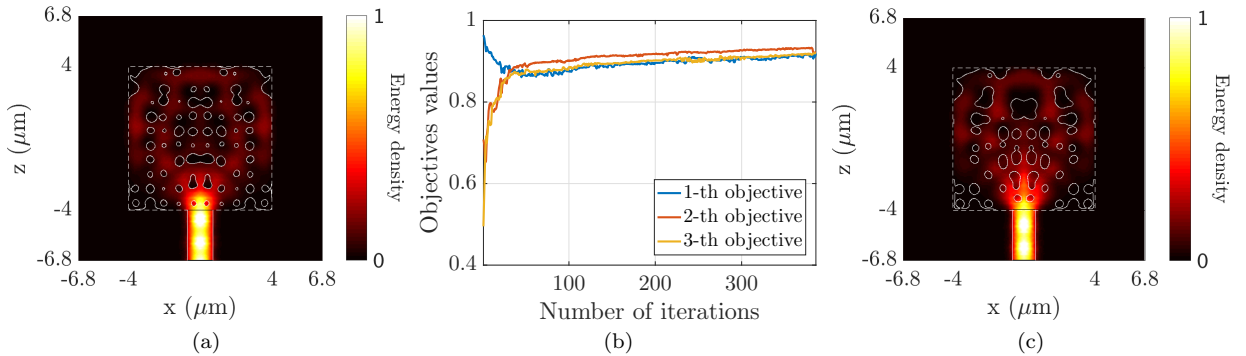 6.8
4
-4
-6.8
z (μm)
-6.8
-4
4
6.8
x (μm)
1
0
Energy density
(a)
1
0.8
0.6
0.4
Objectives values
100
200
300
Number of iterations
1-th objective
2-th objective
3-th objective
(b)
6.8
4
-4
-6.8
z (μm)
-6.8
-4
4
6.8
x (μm)
1
0
Energy density
(c)